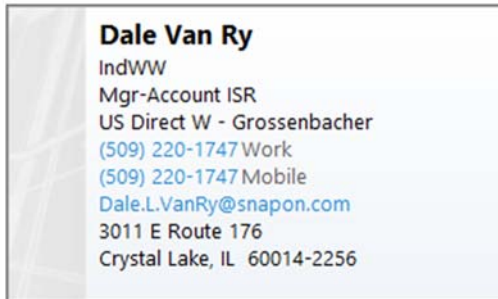 Dale Van Ry
IndWW
Mgr-Account ISR
US Direct W - Grossenbacher
(509) 220-1747 Work
(509) 220-1747 Mobile
Dale.L.VanRy@snapon.com
3011 E Route 176
Crystal Lake, IL  60014-2256